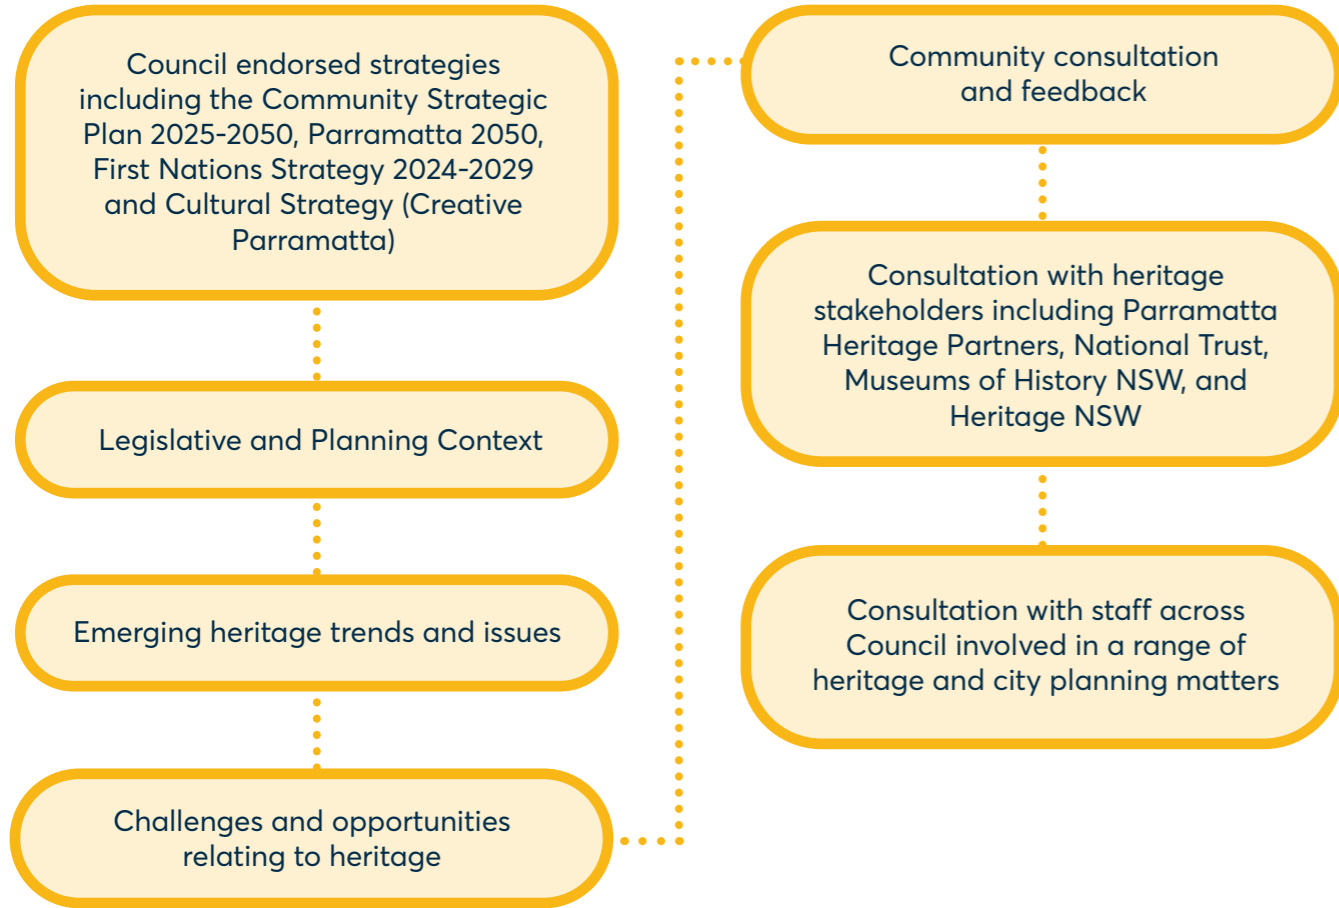 Council endorsed strategies
including the Community Strategic
Plan 2025-2050, Parramatta 2050,
First Nations Strategy 2024-2029
and Cultural Strategy (Creative
Parramatta)
Legislative and Planning Context
Emerging heritage trends and issues
Challenges and opportunities
relating to heritage
Community consultation
and feedback
Consultation with heritage
stakeholders including Parramatta
Heritage Partners, National Trust,
Museums of History NSW, and
Heritage NSW
Consultation with staff across
Council involved in a range of
heritage and city planning matters